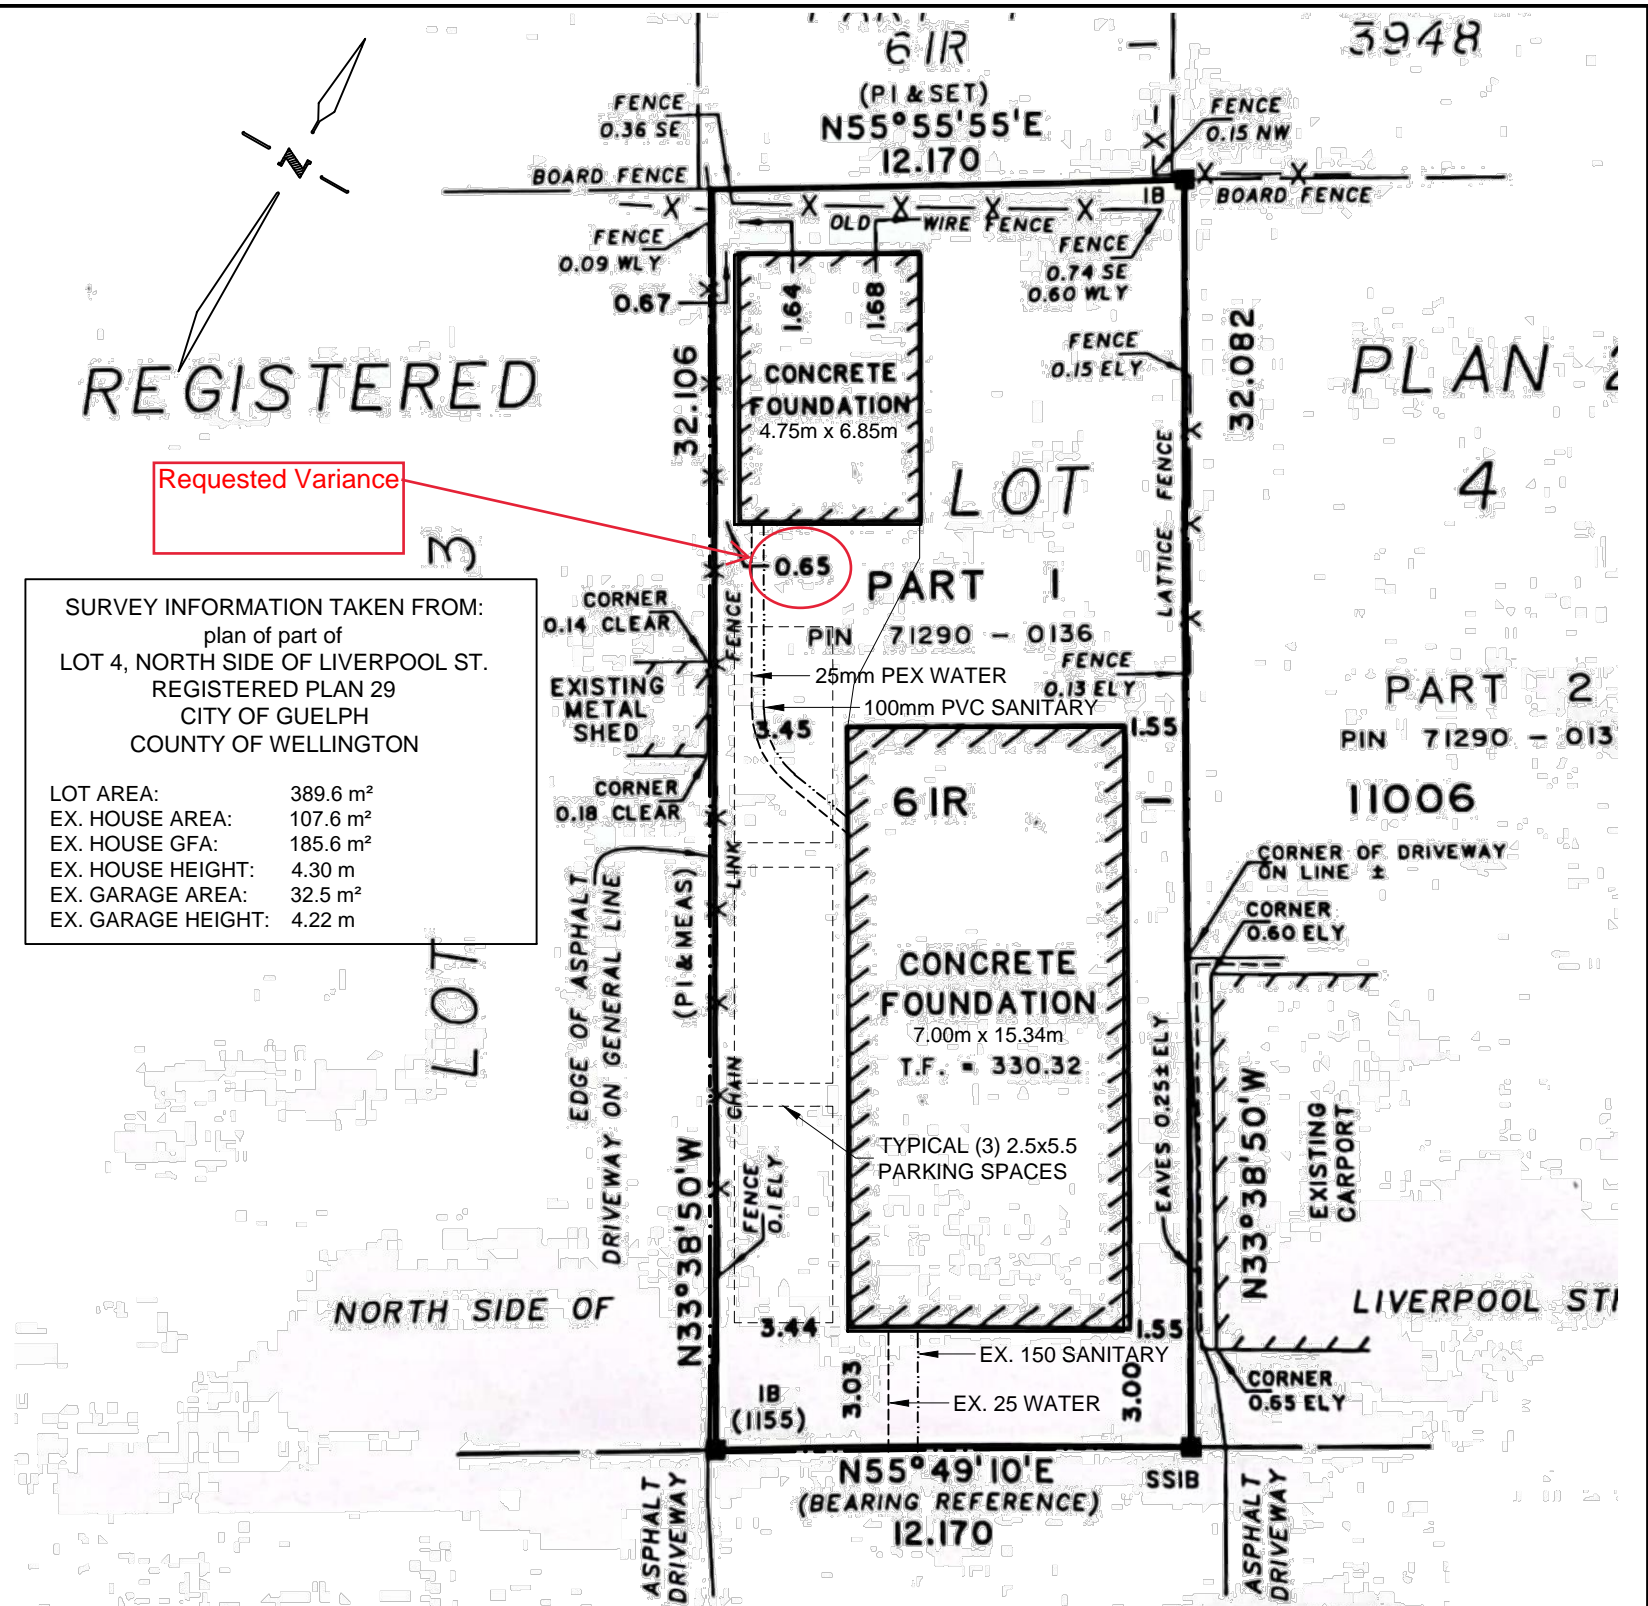 6 IR
3948
(PI & SET)
N55°55'55'E
12.170
FENCE
0.36 SE
FENCE
0.15 NW
BOARD FENCE
IB
BOARD FENCE
OLD WIRE FENCE
FENCE
0.09 WLY
FENCE
0.74 SE
0.60 WLY
0.67
1.64
1.68
32.106
32.082
FENCE
0.15 ELY
REGISTERED
PLAN
CONCRETE
FOUNDATION
4.75m x 6.85m
Requested Variance
LOT
4
3
LATTICE FENCE
0.65
PART 1
PIN 71290 - 0136
SURVEY INFORMATION TAKEN FROM:
plan of part of
LOT 4, NORTH SIDE OF LIVERPOOL ST.
REGISTERED PLAN 29
CITY OF GUELPH
COUNTY OF WELLINGTON
LOT AREA: 389.6 m²
EX. HOUSE AREA: 107.6 m²
EX. HOUSE GFA: 185.6 m²
EX. HOUSE HEIGHT: 4.30 m
EX. GARAGE AREA: 32.5 m²
EX. GARAGE HEIGHT: 4.22 m
CORNER
0.14 CLEAR
FENCE
EXISTING
METAL
SHED
25mm PEX WATER
100mm PVC SANITARY
FENCE
0.13 ELY
3.45
1.55
PART 2
PIN 71290 - 013
11006
CORNER
0.18 CLEAR
6 IR
LINK
CHAIN
CORNER OF DRIVEWAY
ON LINE ±
CORNER
0.60 ELY
LOT
EDGE OF ASPHALT
DRIVEWAY ON GENERAL LINE
(PI & MEAS)
N33°38'50'W
CONCRETE
FOUNDATION
7.00m x 15.34m
T.F. = 330.32
TYPICAL (3) 2.5x5.5
PARKING SPACES
FENCE
0.1 ELY
EAVES 0.25± ELY
N33°38'50'W
EXISTING
CARPORT
NORTH SIDE OF
LIVERPOOL
3.44
1.55
EX. 150 SANITARY
EX. 25 WATER
3.03
3.00
IB
(1155)
CORNER
0.65 ELY
N55°49'10'E
(BEARING REFERENCE)
12.170
SSIB
ASPHALT
DRIVEWAY
ASPHALT
DRIVEWAY
N